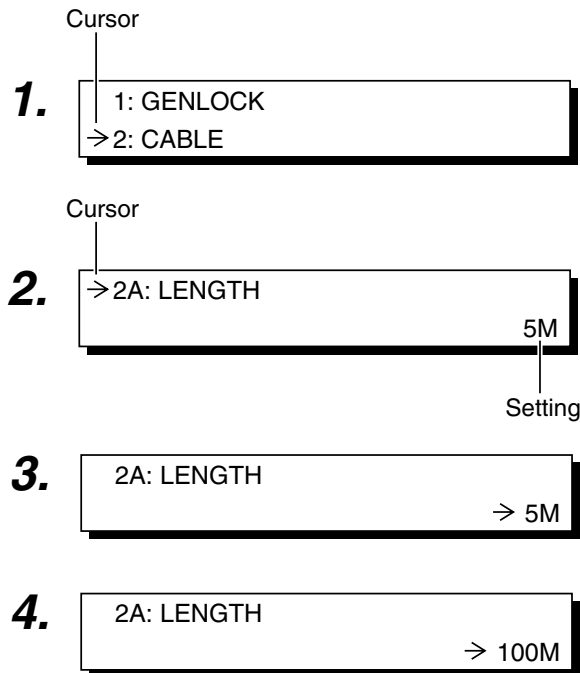 Cursor
1.
1: GENLOCK
→2: CABLE
Cursor
2.
→2A: LENGTH
5M
Setting
3.
2A: LENGTH
→ 5M
4.
2A: LENGTH
→ 100M